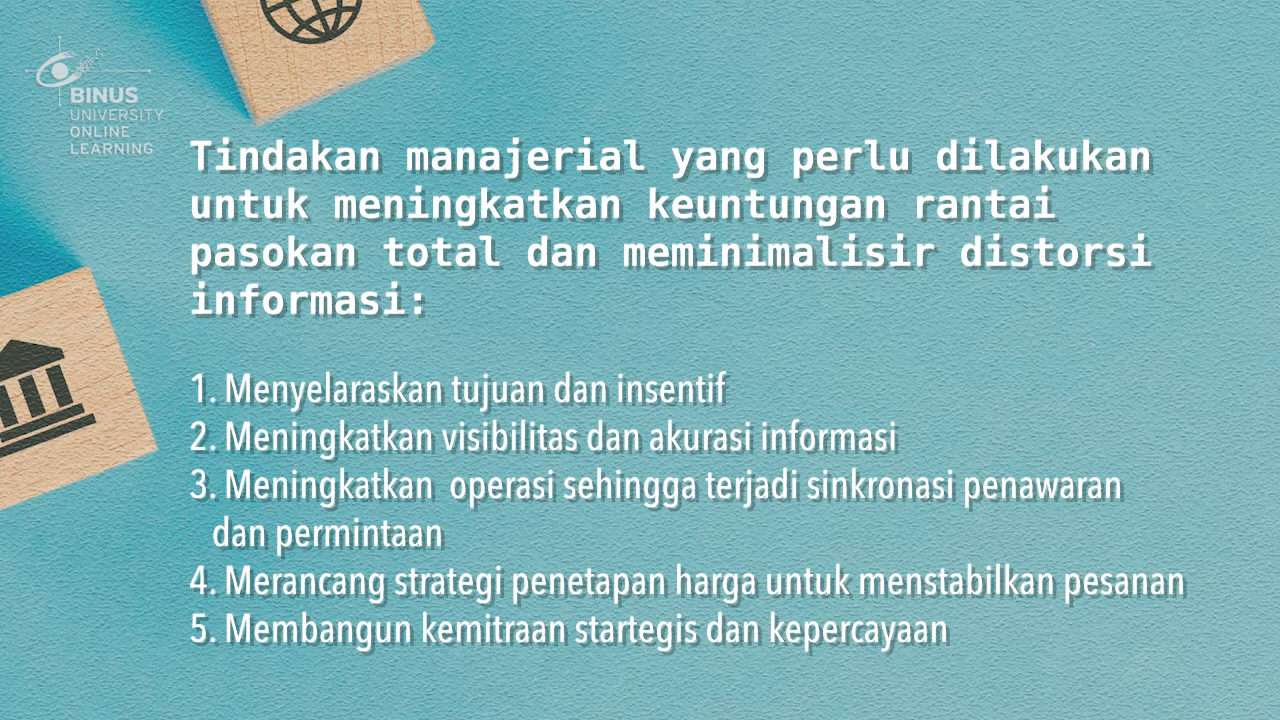 BINUS
UNIVERSITY
ONLINE
LEARNING
Tindakan manajerial yang perlu dilakukan
untuk meningkatkan keuntungan rantai
pasokan total dan meminimalisir distorsi
informasi:
1. Menyelaraskan tujuan dan insentif
2. Meningkatkan visibilitas dan akurasi informasi
3. Meningkatkan  operasi sehingga terjadi sinkronasi penawaran
dan permintaan
4. Merancang strategi penetapan harga untuk menstabilkan pesanan
5. Membangun kemitraan startegis dan kepercayaan